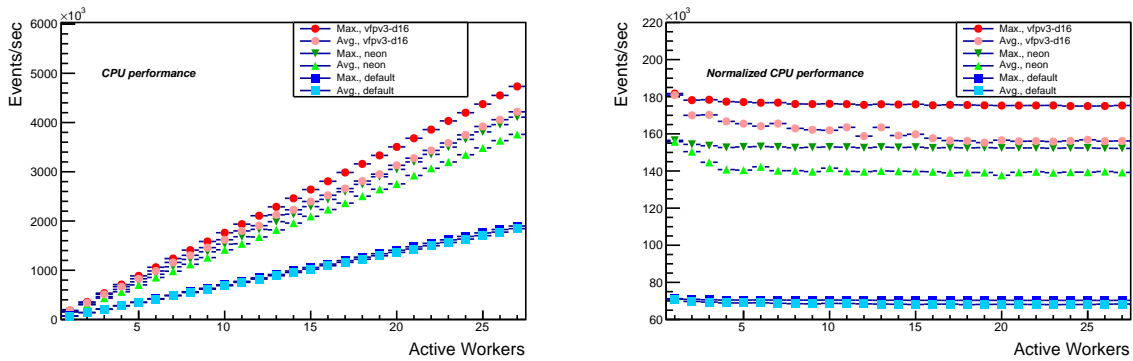 ×10³
6000
5000
4000
3000
2000
1000
0
Events/sec
CPU performance
Max., vfpv3-d16
Avg., vfpv3-d16
Max., neon
Avg., neon
Max., default
Avg., default
5 10 15 20 25
Active Workers
×10³
220
200
180
160
140
120
100
80
60
Events/sec
Normalized CPU performance
Max., vfpv3-d16
Avg., vfpv3-d16
Max., neon
Avg., neon
Max., default
Avg., default
5 10 15 20 25
Active Workers